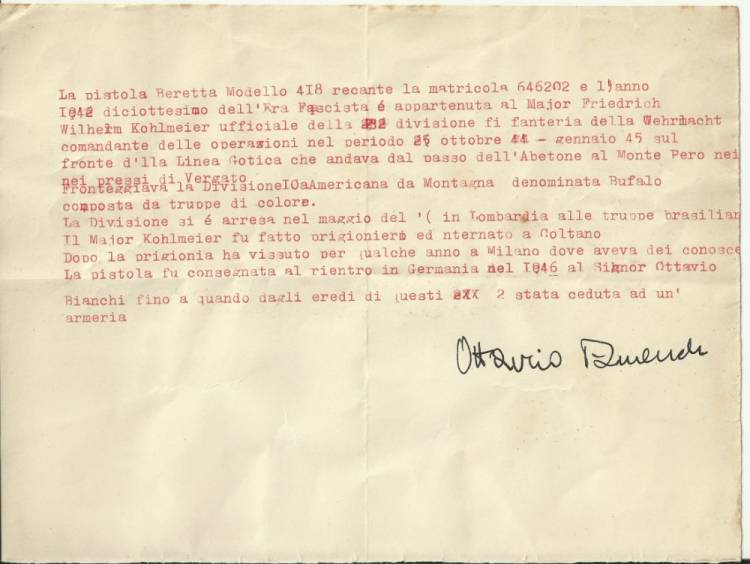 La pistola Beretta Modello 418 recante la matricola 646202 e l'anno
I942 diciottesimo dell'Era Fascista é appartenuta al Major Friedrich
Wilhelm Kohlmeier ufficiale della 232 divisione fi fanteria della Wehrmacht
comandante delle operazioni nel periodo ottobre 44 - gennaio 45 sul
fronte d'lla Linea Gotica che andava dal passo dell'Abetone al Monte Pero nei
nei pressi di Vergato
Fronteggiava la DivisioneIOaAmericana da Montagna denominata Bufalo
composta da truppe di colore.
La Divisione si é arresa nel maggio del '( in Lombardia alle truppe brasilian
Il Major Kohlmeier fu fatto prigioniero ed nternato a Coltano
Dopo la prigionia ha vissuto per qualche anno a Milano dove aveva dei conosce
La pistola fu consegnata al rientro in Germania nel I946 al Signor Ottavio
Bianchi fino a quando dagli eredi di questi 2 stata ceduta ad un'
armeria
Ottavio